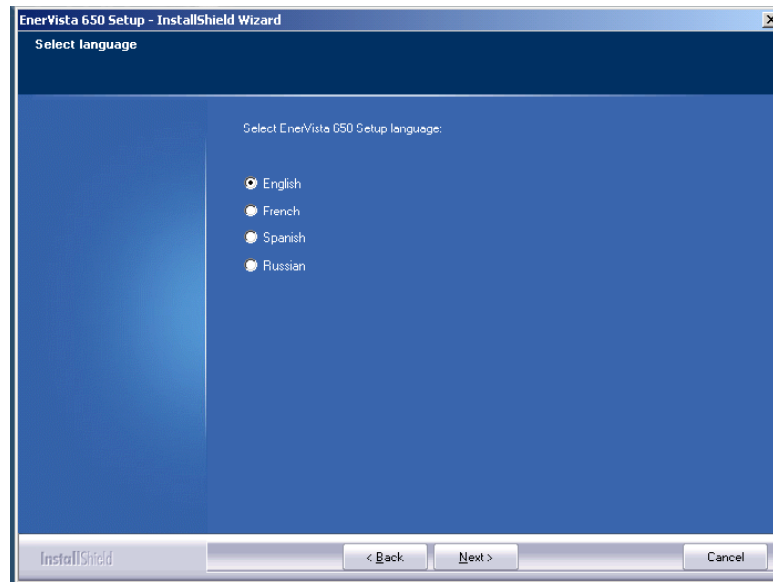 EnerVista 650 Setup - InstallShield Wizard
Select language
Select EnerVista 650 Setup language:
English
French
Spanish
Russian
InstallShield
< Back
Next >
Cancel